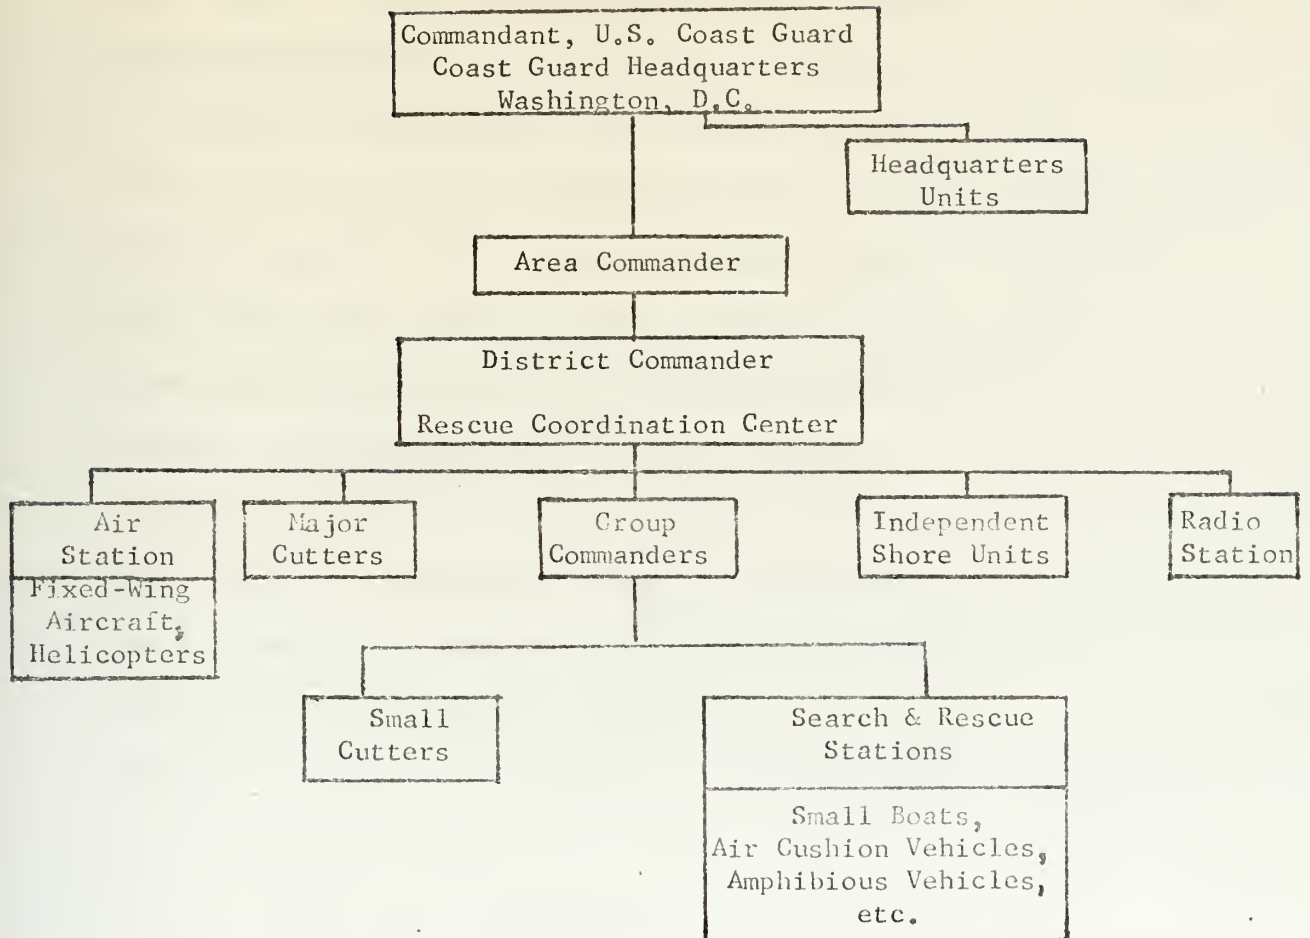 Commandant, U.S. Coast Guard
Coast Guard Headquarters
Washington, D.C.
Headquarters
Units
Area Commander
District Commander
Rescue Coordination Center
Air
Station
Fixed-Wing
Aircraft,
Helicopters
Major
Cutters
Group
Commanders
Independent
Shore Units
Radio
Station
Small
Cutters
Search & Rescue
Stations
Small Boats,
Air Cushion Vehicles,
Amphibious Vehicles,
etc.